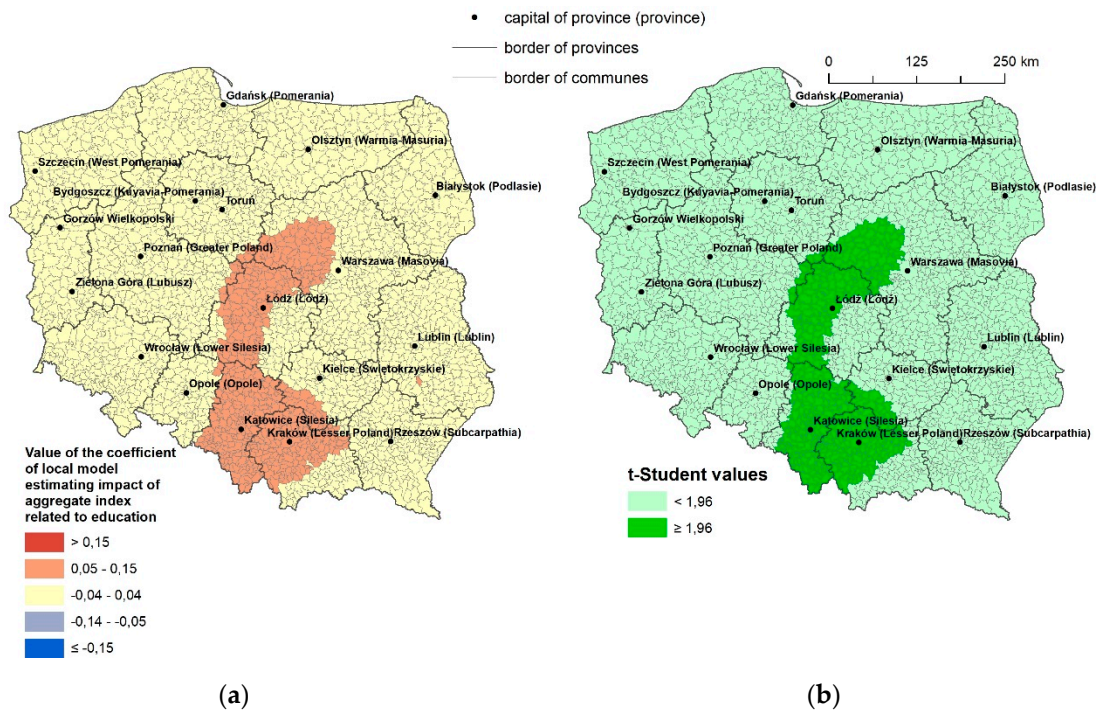 capital of province (province)
border of provinces
border of communes
0 125 250 km
Gdańsk (Pomerania)
Olsztyn (Warmia-Masuria)
Szczecin (West Pomerania)
Białystok (Podlasie)
Bydgoszcz (Kuyavia-Pomerania)
Toruń
Gorzów Wielkopolski
Poznań (Greater Poland)
Warszawa (Masovia)
Zielona Góra (Lubusz)
Łódź (Łódź)
Lublin (Lublin)
Wrocław (Lower Silesia)
Kielce (Świętokrzyskie)
Opole (Opole)
Katowice (Silesia)
Kraków (Lesser Poland)
Rzeszów (Subcarpathia)
Value of the coefficient
of local model
estimating impact of
aggregate index
related to education
> 0,15
0,05 - 0,15
-0,04 - 0,04
-0,14 - -0,05
≤ -0,15
(a)
Gdańsk (Pomerania)
Olsztyn (Warmia-Masuria)
Szczecin (West Pomerania)
Białystok (Podlasie)
Bydgoszcz (Kuyavia-Pomerania)
Toruń
Gorzów Wielkopolski
Poznań (Greater Poland)
Warszawa (Masovia)
Zielona Góra (Lubusz)
Łódź (Łódź)
Lublin (Lublin)
Wrocław (Lower Silesia)
Kielce (Świętokrzyskie)
Opole (Opole)
Katowice (Silesia)
Kraków (Lesser Poland)
Rzeszów (Subcarpathia)
t-Student values
< 1,96
≥ 1,96
(b)